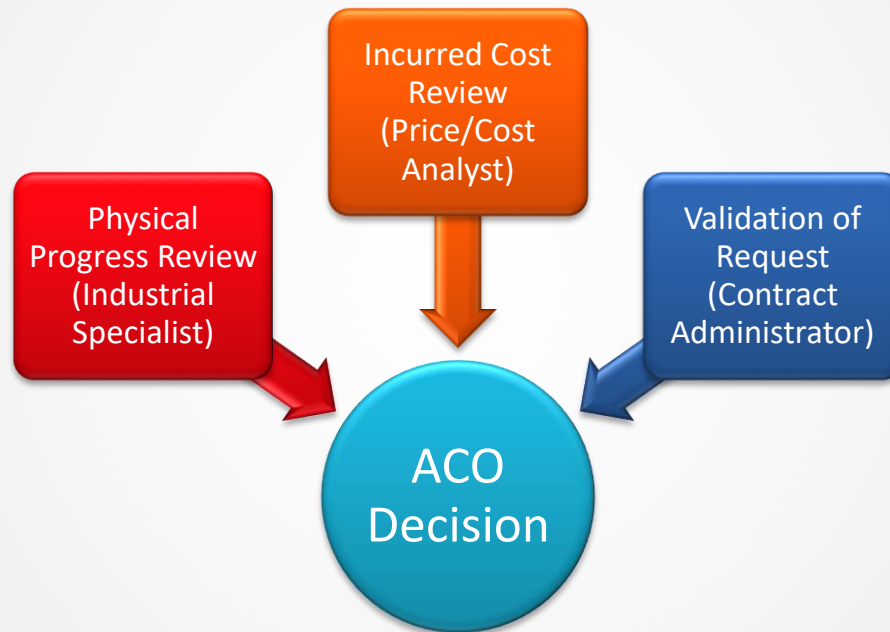 Incurred Cost
Review
(Price/Cost
Analyst)
Physical
Progress Review
(Industrial
Specialist)
Validation of
Request
(Contract
Administrator)
ACO
Decision